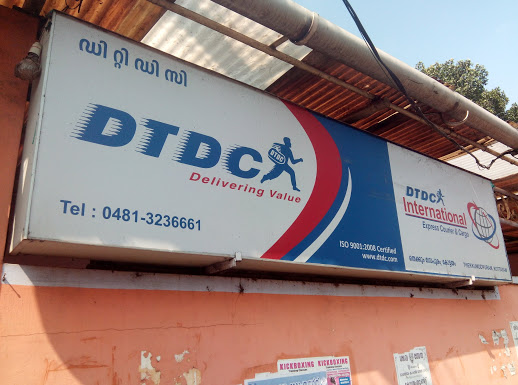 ഡി റ്റി ഡി സി
DTDC
DTDC
Delivering Value
Tel : 0481-3236661
ISO 9001:2008 Certified
www.dtdc.com
DTDC
International
Express Courier & Cargo
KICKBOXING KICKBOXING